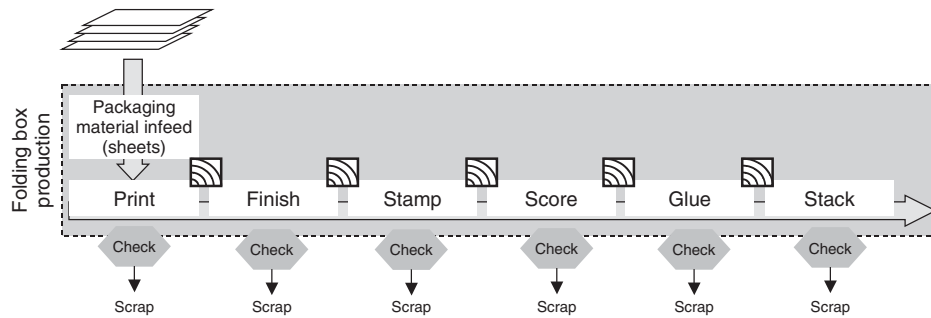 Folding box
production
Packaging
material infeed
(sheets)
Print
Finish
Stamp
Score
Glue
Stack
Check
Check
Check
Check
Check
Check
Scrap
Scrap
Scrap
Scrap
Scrap
Scrap